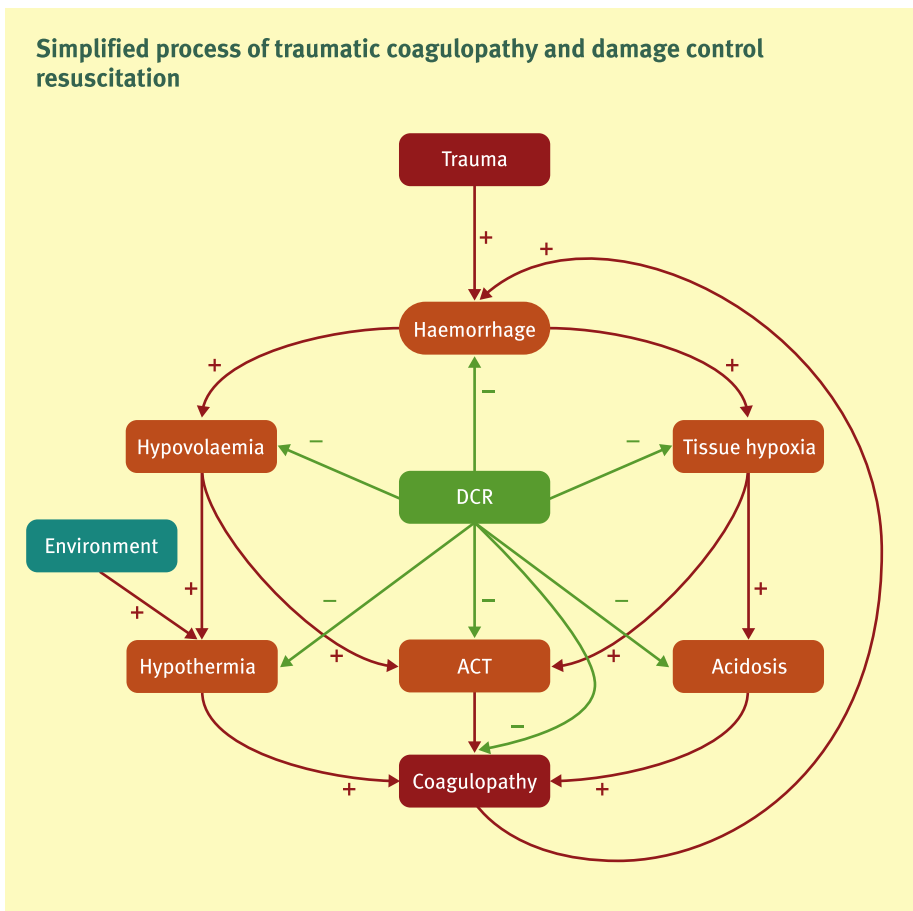 Simplified process of traumatic coagulopathy and damage control
resuscitation
Trauma
+
+
Haemorrhage
+
+
–
Hypovolaemia
–
–
Tissue hypoxia
DCR
Environment
+
+
–
–
–
+
Hypothermia
+
ACT
+
Acidosis
–
Coagulopathy
+
+